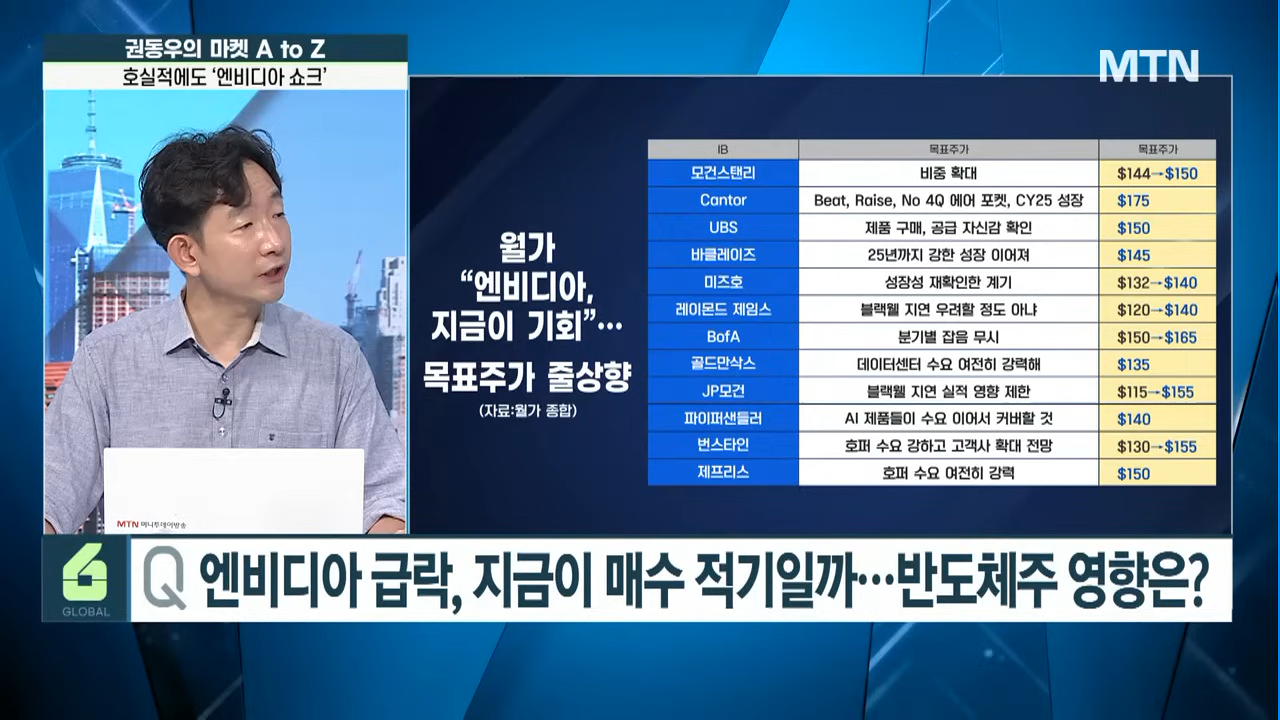 권동우의 마켓 A to Z
호실적에도 ‘엔비디아 쇼크’
MTN
월가
“엔비디아,
지금이 기회”…
목표주가 줄상향
(자료:월가 종합)
IB 목표주가 목표주가
모건스탠리 비중 확대 $144→$150
Cantor Beat, Raise, No 4Q 에어 포켓, CY25 성장 $175
UBS 제품 구매, 공급 자신감 확인 $150
바클레이즈 25년까지 강한 성장 이어져 $145
미즈호 성장성 재확인한 계기 $132→$140
레이몬드 제임스 블랙웰 지연 우려할 정도 아냐 $120→$140
BofA 분기별 잡음 무시 $150→$165
골드만삭스 데이터센터 수요 여전히 강력해 $135
JP모건 블랙웰 지연 실적 영향 제한 $115→$155
파이퍼샌들러 AI 제품들이 수요 이어서 커버할 것 $140
번스타인 호퍼 수요 강하고 고객사 확대 전망 $130→$155
제프리스 호퍼 수요 여전히 강력 $150
MTN 머니투데이방송
6 GLOBAL
Q 엔비디아 급락, 지금이 매수 적기일까…반도체주 영향은?